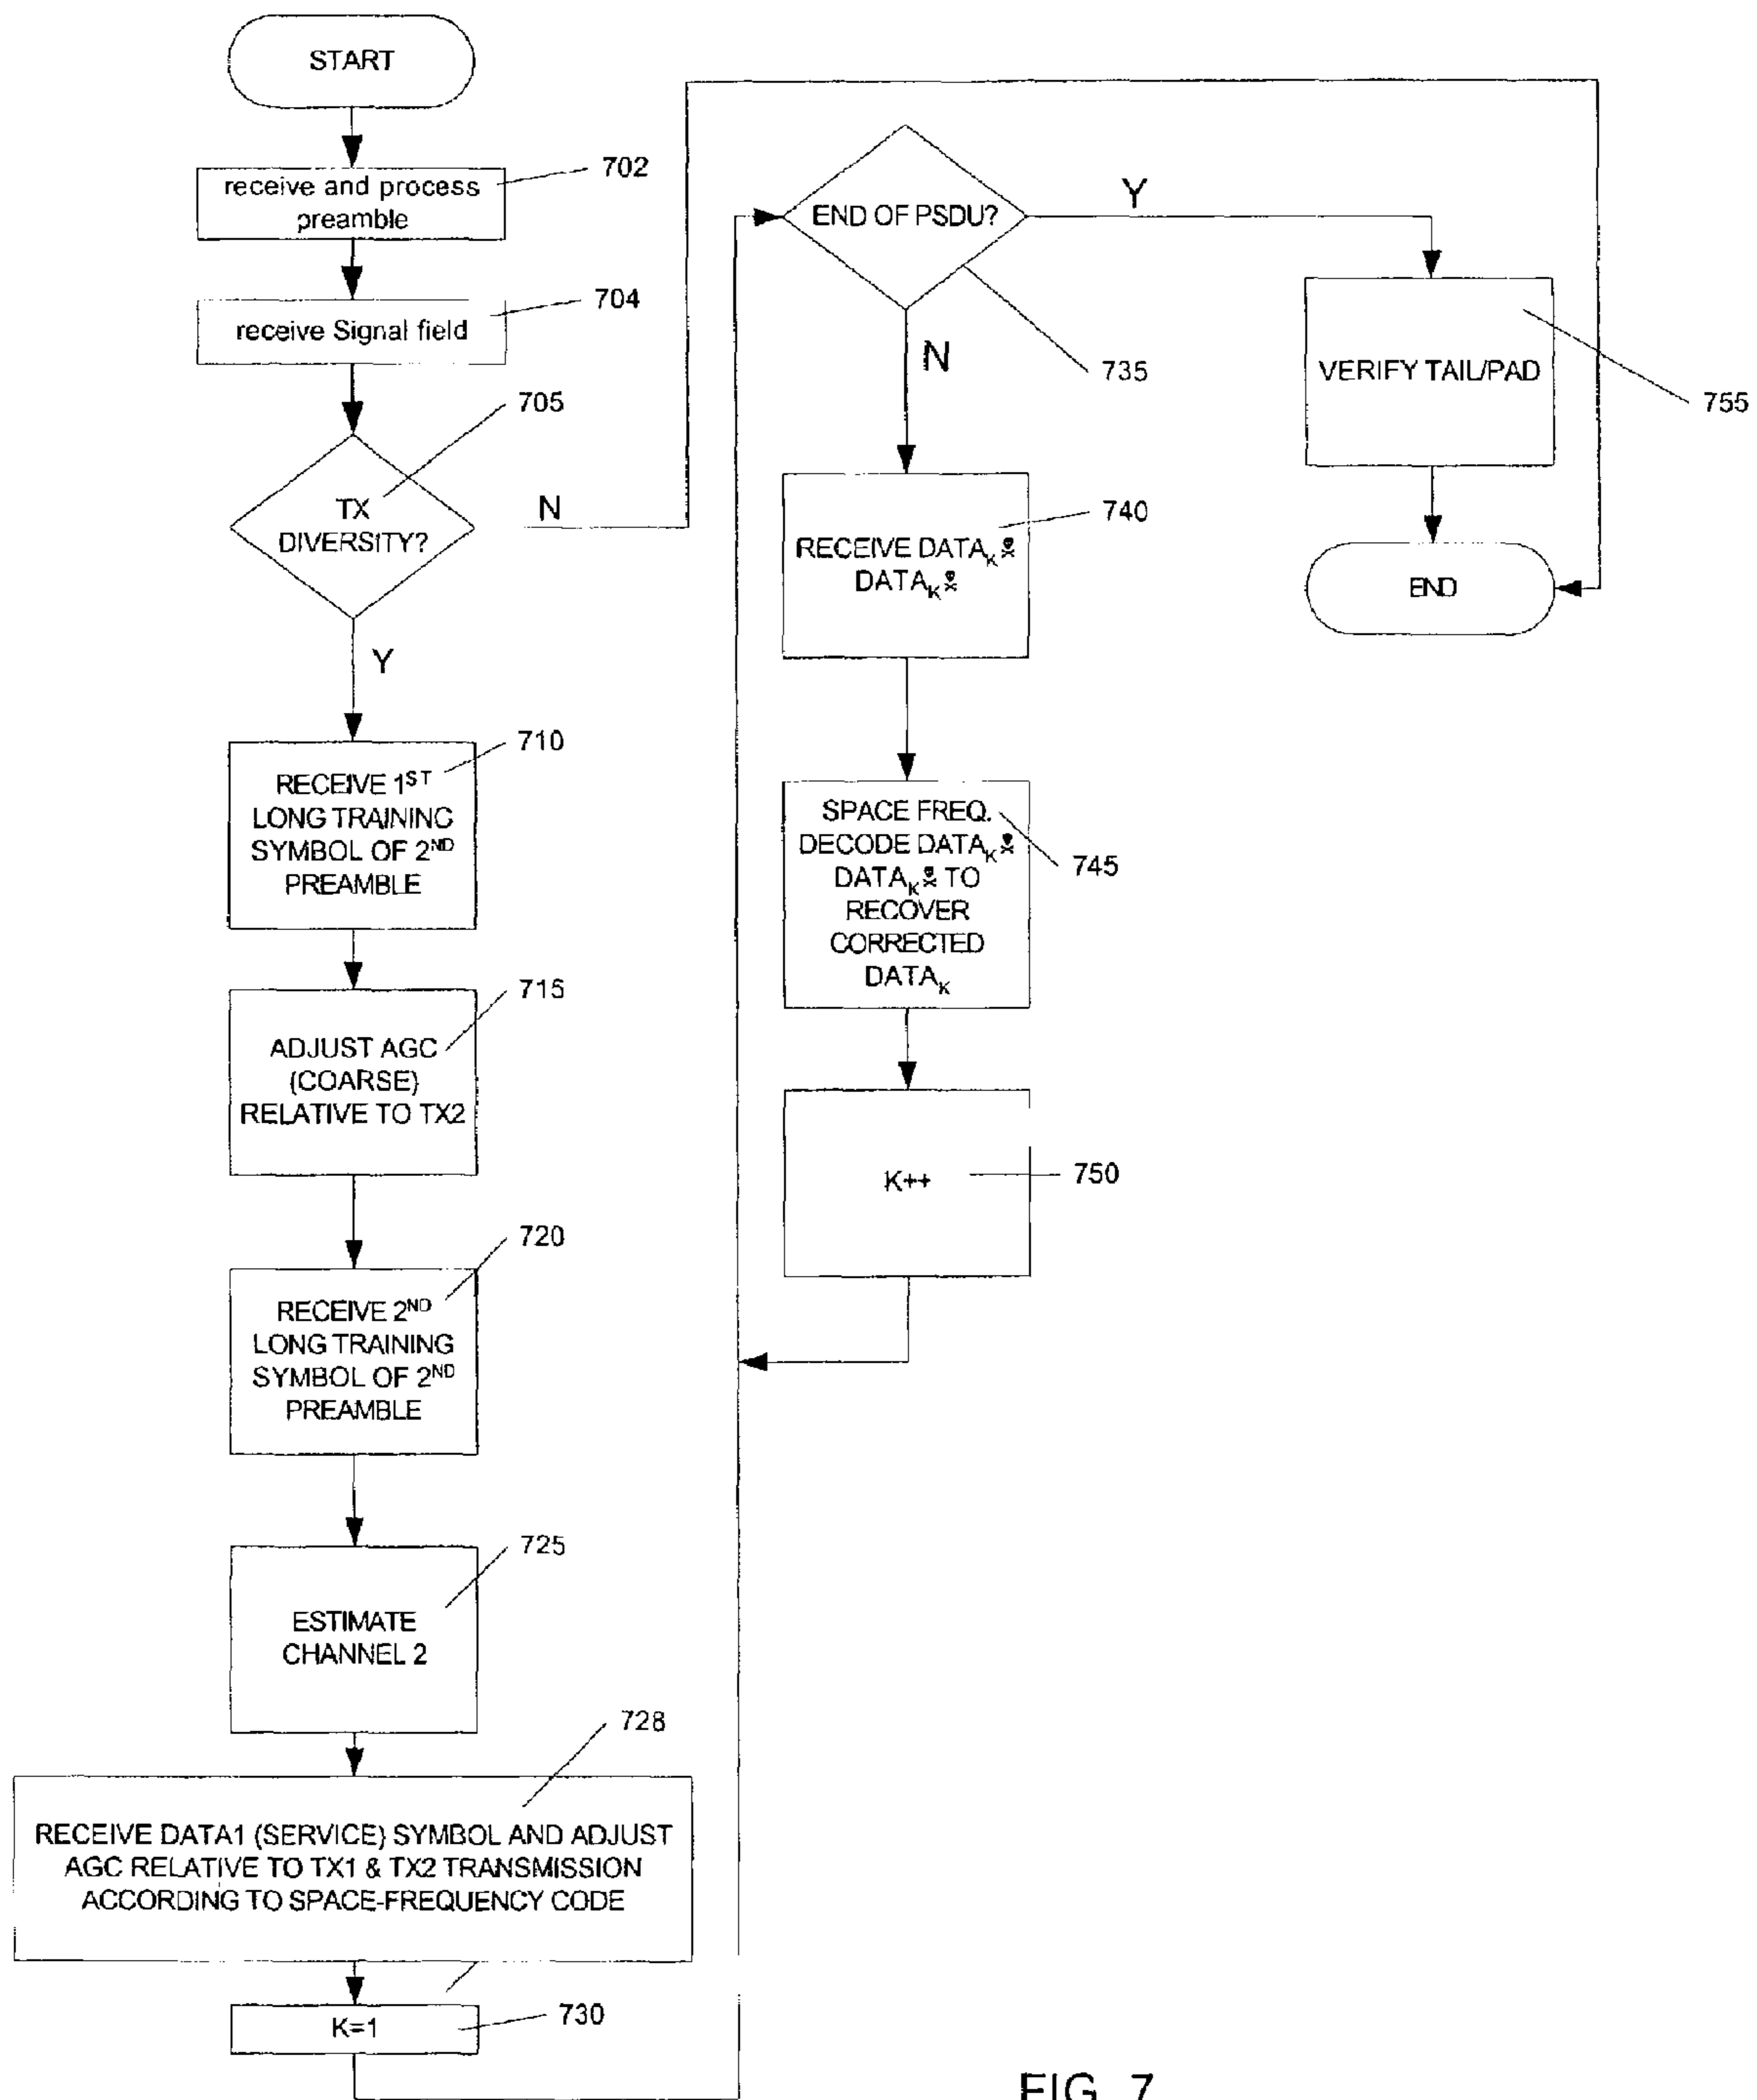 START
702
receive and process
preamble
704
receive Signal field
705
TX
DIVERSITY?
N
Y
710
RECEIVE 1ST
LONG TRAINING
SYMBOL OF 2ND
PREAMBLE
715
ADJUST AGC
(COARSE)
RELATIVE TO TX2
720
RECEIVE 2ND
LONG TRAINING
SYMBOL OF 2ND
PREAMBLE
725
ESTIMATE
CHANNEL 2
728
RECEIVE DATA1 (SERVICE) SYMBOL AND ADJUST
AGC RELATIVE TO TX1 & TX2 TRANSMISSION
ACCORDING TO SPACE-FREQUENCY CODE
K=1
730
END OF PSDU?
Y
N
735
RECEIVE DATAK☠
DATAK☠
740
SPACE FREQ.
DECODE DATAK☠
DATAK☠ TO
RECOVER
CORRECTED
DATAK
745
K++
750
VERIFY TAIL/PAD
755
END
FIG. 7